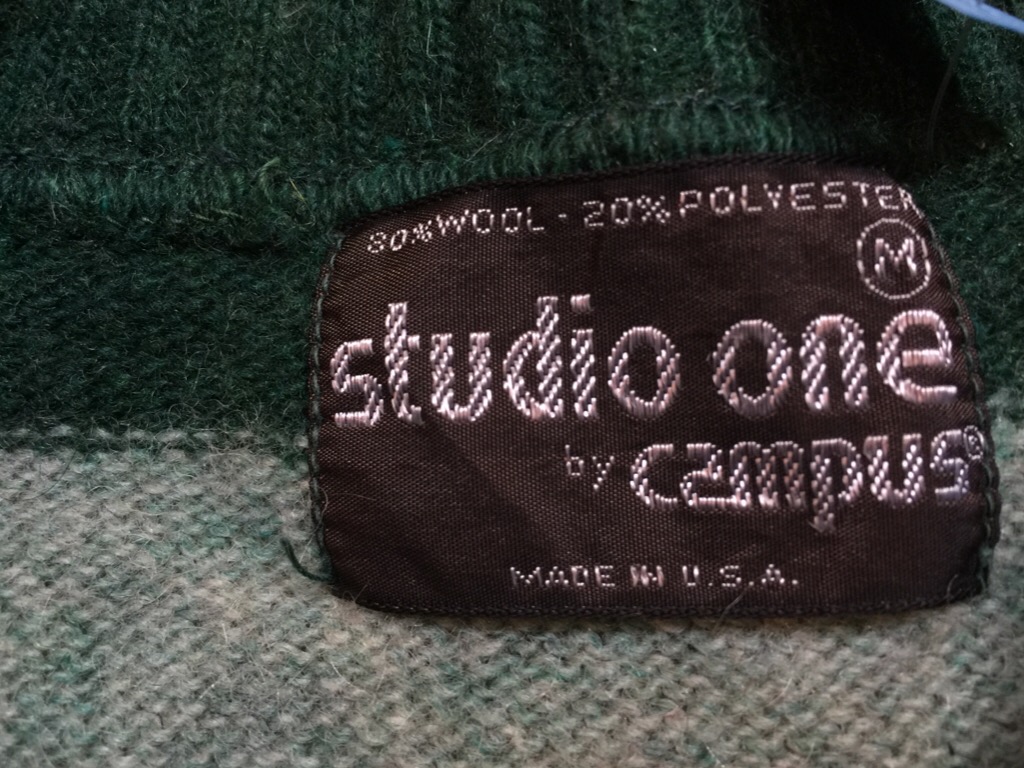 80% WOOL - 20% POLYESTER
M
studio one
by campus®
MADE IN U.S.A.